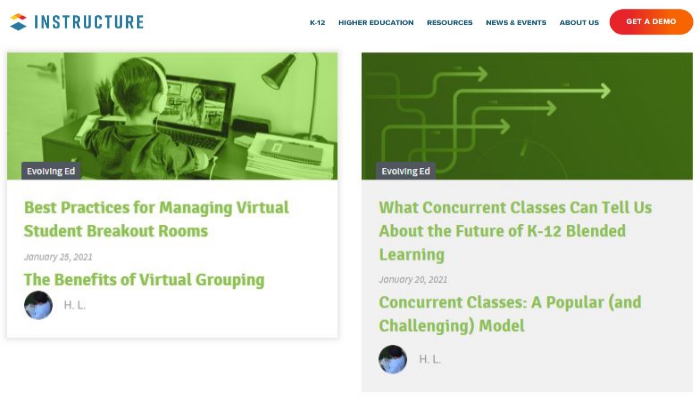 INSTRUCTURE
K-12 HIGHER EDUCATION RESOURCES NEWS & EVENTS ABOUT US GET A DEMO
Evolving Ed
Best Practices for Managing Virtual
Student Breakout Rooms
January 25, 2021
The Benefits of Virtual Grouping
H. L.
Evolving Ed
What Concurrent Classes Can Tell Us
About the Future of K-12 Blended
Learning
January 20, 2021
Concurrent Classes: A Popular (and
Challenging) Model
H. L.